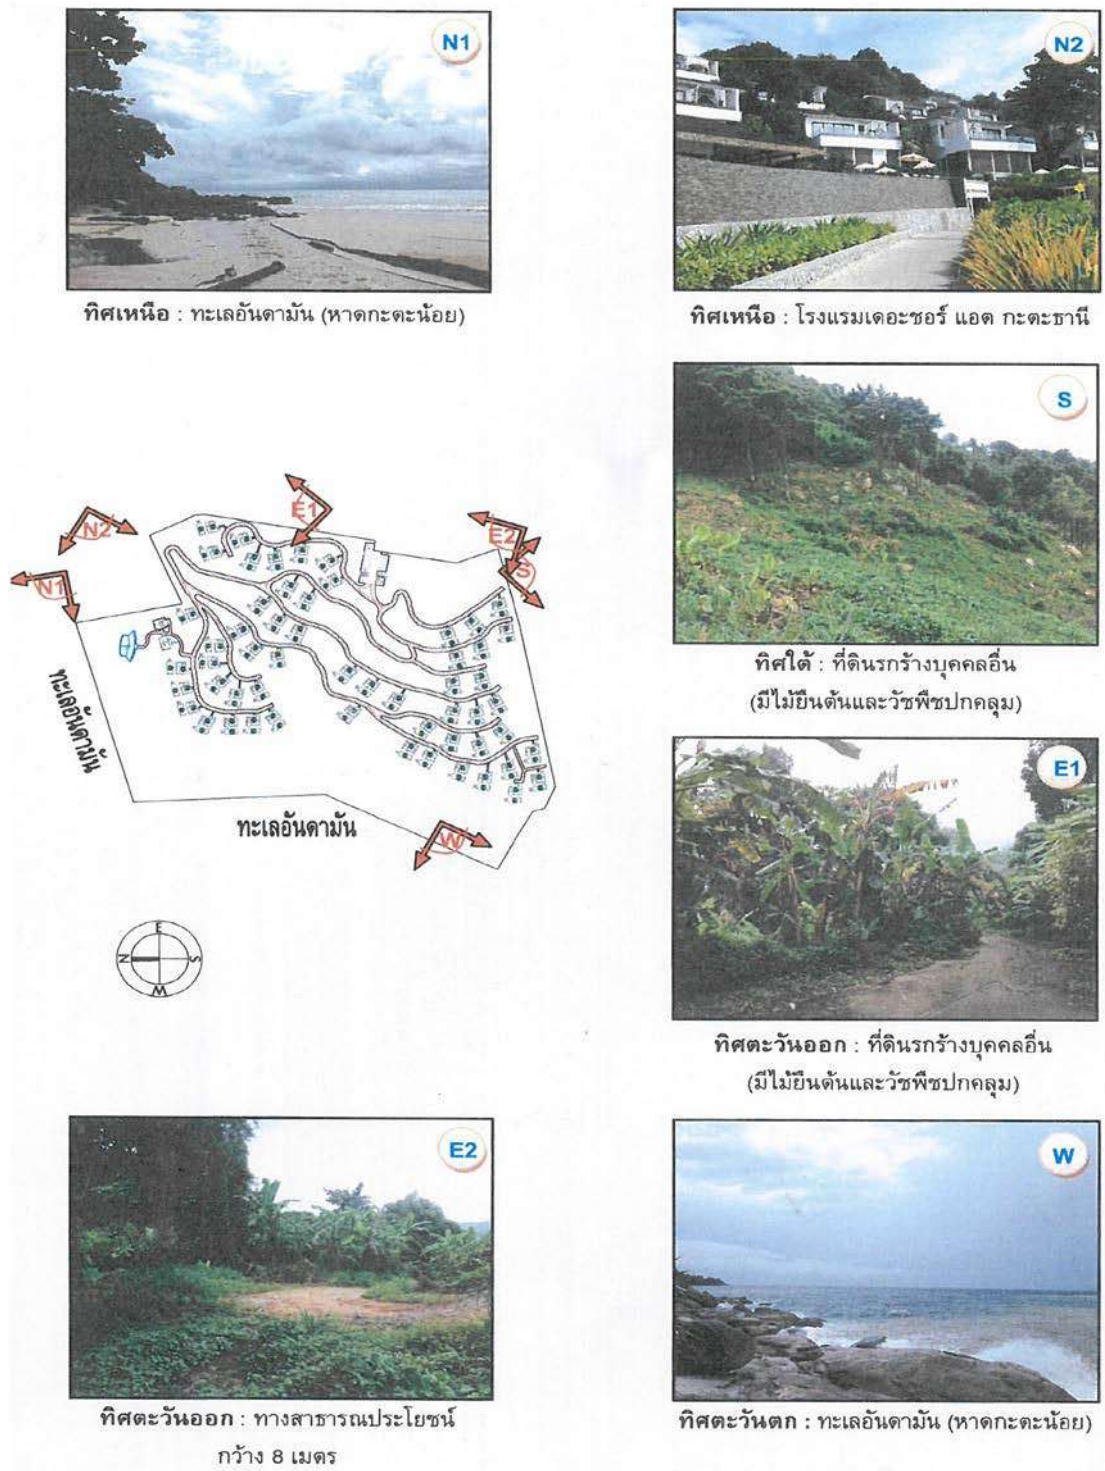 N1
ทิศเหนือ : ทะเลอันดามัน (หาดกะตะน้อย)
N2
ทิศเหนือ : โรงแรมเดอะชอร์ แอต กะตะธานี
S
ทิศใต้ : ที่ดินรกร้างบุคคลอื่น
(มีไม้ยืนต้นและวัชพืชปกคลุม)
N2
E1
E2
N1
S
ทะเลอันดามัน
ทะเลอันดามัน
W
E
N
S
W
E1
ทิศตะวันออก : ที่ดินรกร้างบุคคลอื่น
(มีไม้ยืนต้นและวัชพืชปกคลุม)
E2
ทิศตะวันออก : ทางสาธารณประโยชน์
กว้าง 8 เมตร
W
ทิศตะวันตก : ทะเลอันดามัน (หาดกะตะน้อย)